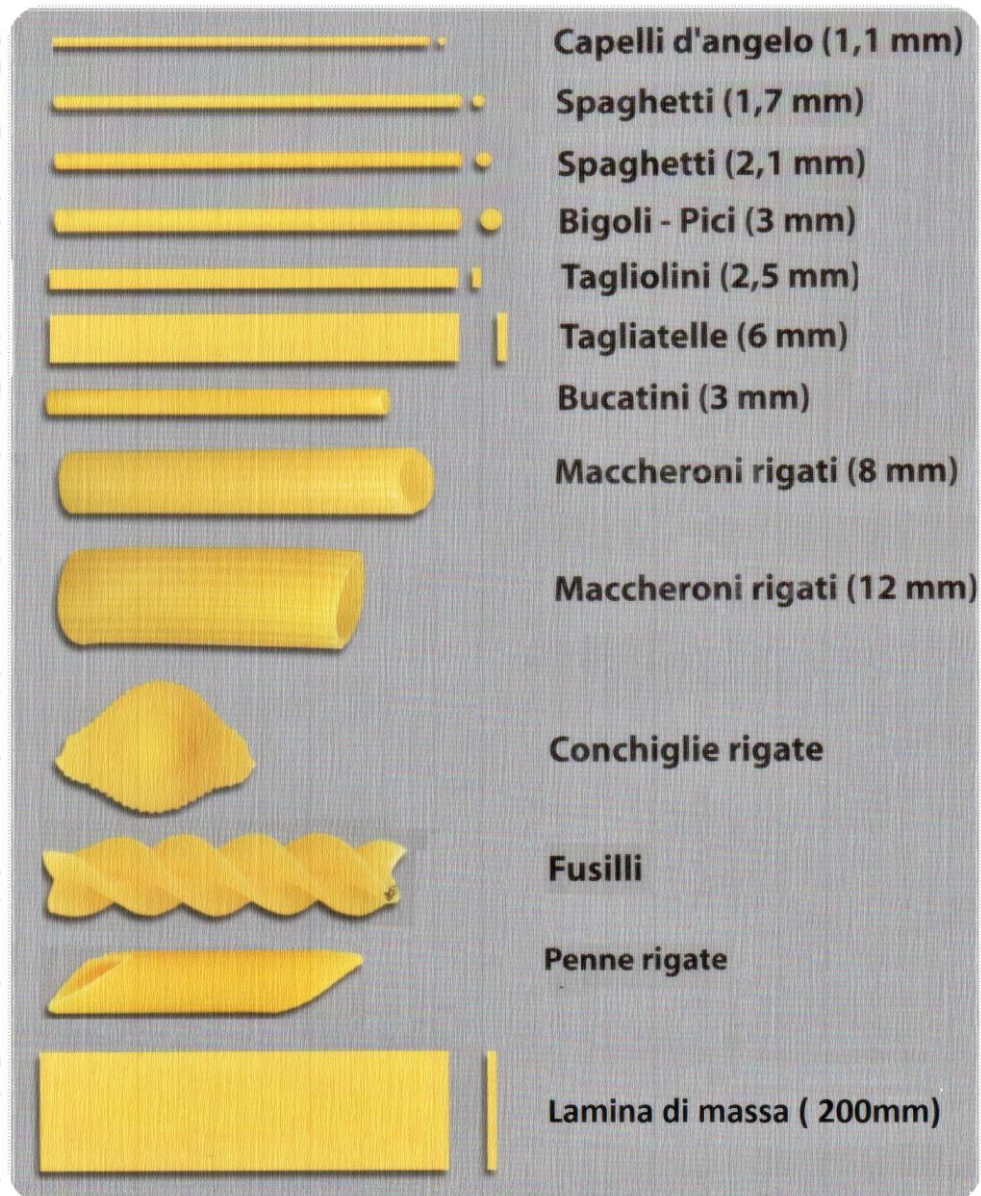 Capelli d'angelo (1,1 mm)
Spaghetti (1,7 mm)
Spaghetti (2,1 mm)
Bigoli - Pici (3 mm)
Tagliolini (2,5 mm)
Tagliatelle (6 mm)
Bucatini (3 mm)
Maccheroni rigati (8 mm)
Maccheroni rigati (12 mm)
Conchiglie rigate
Fusilli
Penne rigate
Lamina di massa ( 200mm)